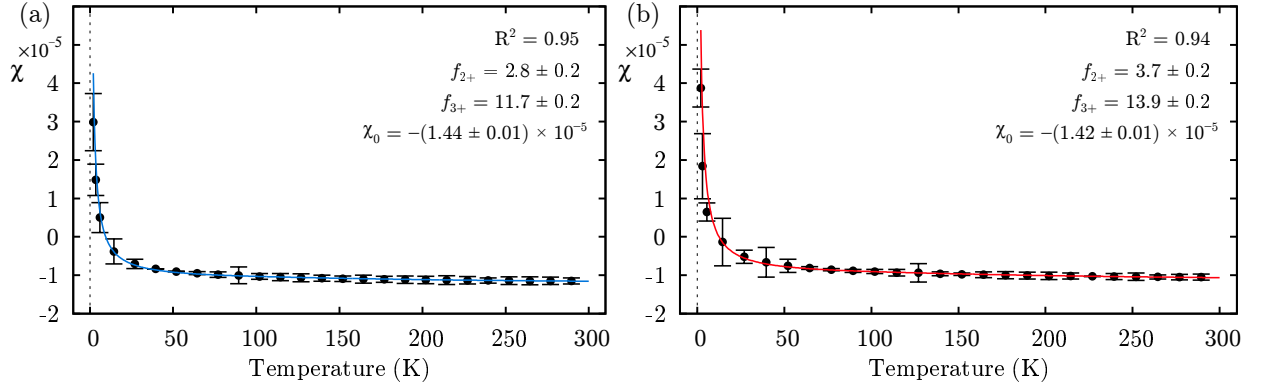 (a)
×10⁻⁵
χ
4
3
2
1
0
-1
-2
R² = 0.95
f₂₊ = 2.8 ± 0.2
f₃₊ = 11.7 ± 0.2
χ₀ = −(1.44 ± 0.01) × 10⁻⁵
0 50 100 150 200 250 300
Temperature (K)
(b)
×10⁻⁵
χ
4
3
2
1
0
-1
-2
R² = 0.94
f₂₊ = 3.7 ± 0.2
f₃₊ = 13.9 ± 0.2
χ₀ = −(1.42 ± 0.01) × 10⁻⁵
0 50 100 150 200 250 300
Temperature (K)